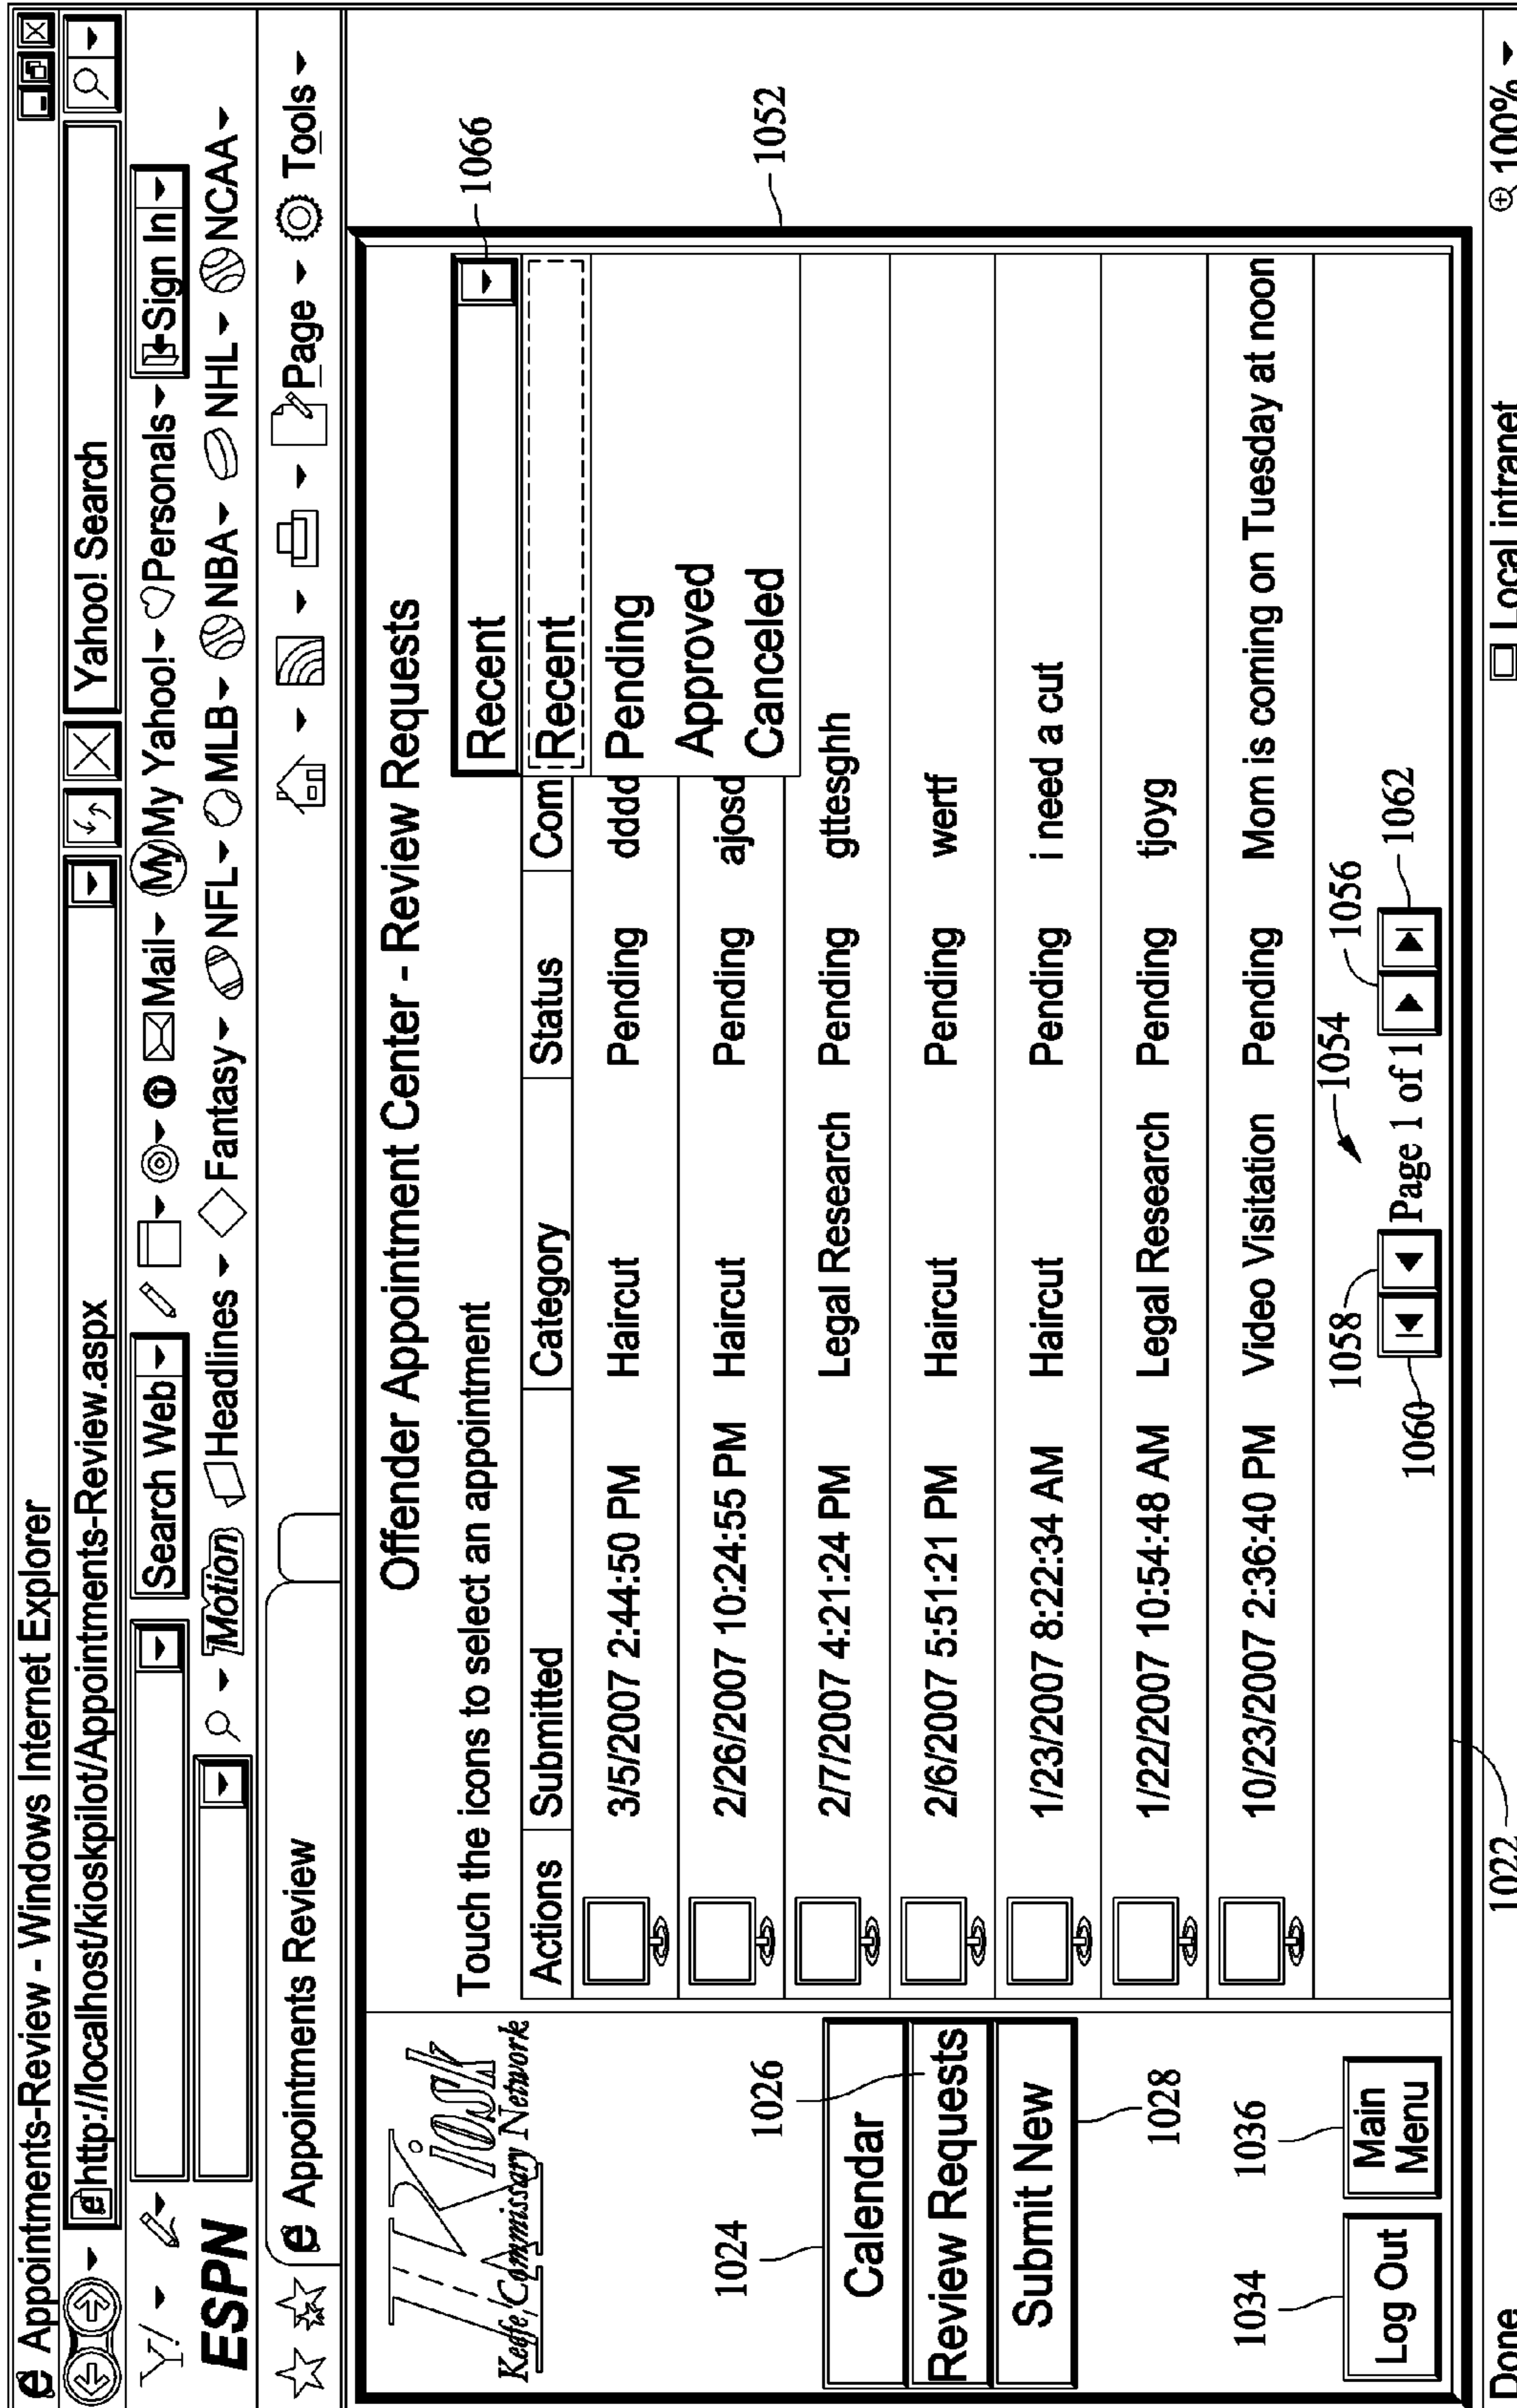 Appointments-Review - Windows Internet Explorer
http://localhost/kioskpilot/Appointments-Review.aspx
Yahoo! Search
Y!
Search Web
Mail
My My Yahoo!
Personals
Sign In
ESPN
Motion
Headlines
Fantasy
NFL
MLB
NBA
NHL
NCAA
Appointments Review
Page
Tools
Kiosk
Keefe Commissary Network
Offender Appointment Center - Review Requests
Touch the icons to select an appointment
Recent
1066
1052
Recent
Pending
Approved
Canceled
Actions Submitted Category Status Com
3/5/2007 2:44:50 PM Haircut Pending dddd
2/26/2007 10:24:55 PM Haircut Pending ajosd
2/7/2007 4:21:24 PM Legal Research Pending gttesghh
2/6/2007 5:51:21 PM Haircut Pending wertf
1/23/2007 8:22:34 AM Haircut Pending i need a cut
1/22/2007 10:54:48 AM Legal Research Pending tjoyg
10/23/2007 2:36:40 PM Video Visitation Pending Mom is coming on Tuesday at noon
1024
Calendar
1026
Review Requests
Submit New
1028
1034
Log Out
1036
Main
Menu
1058
1054
1056
1060
Page 1 of 1
1062
1022
Done
Local intranet
100%